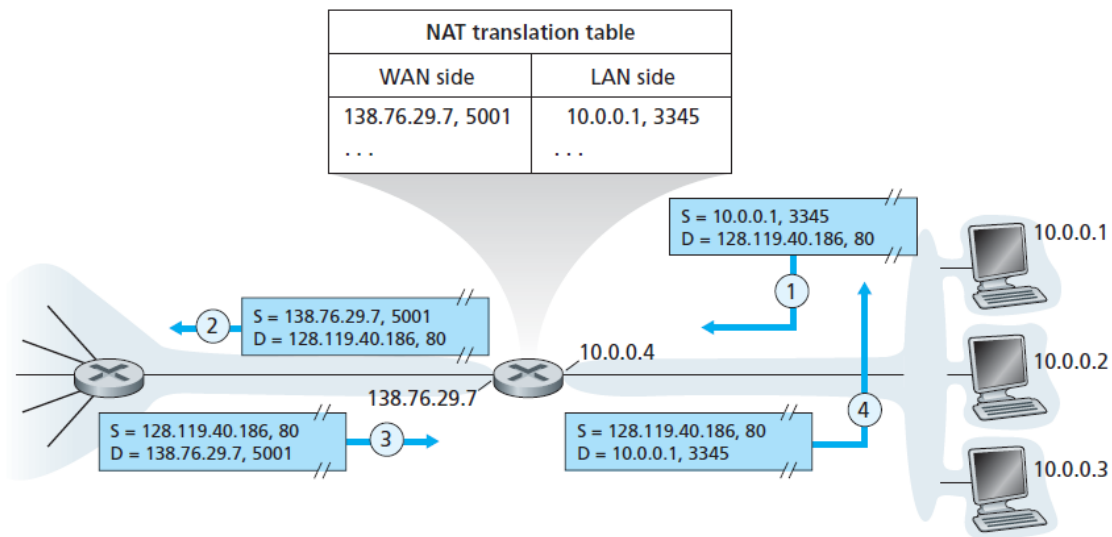 NAT translation table
WAN side
LAN side
138.76.29.7, 5001
10.0.0.1, 3345
. . .
. . .
S = 10.0.0.1, 3345
D = 128.119.40.186, 80
10.0.0.1
1
2
S = 138.76.29.7, 5001
D = 128.119.40.186, 80
10.0.0.4
10.0.0.2
138.76.29.7
4
S = 128.119.40.186, 80
D = 138.76.29.7, 5001
3
S = 128.119.40.186, 80
D = 10.0.0.1, 3345
10.0.0.3